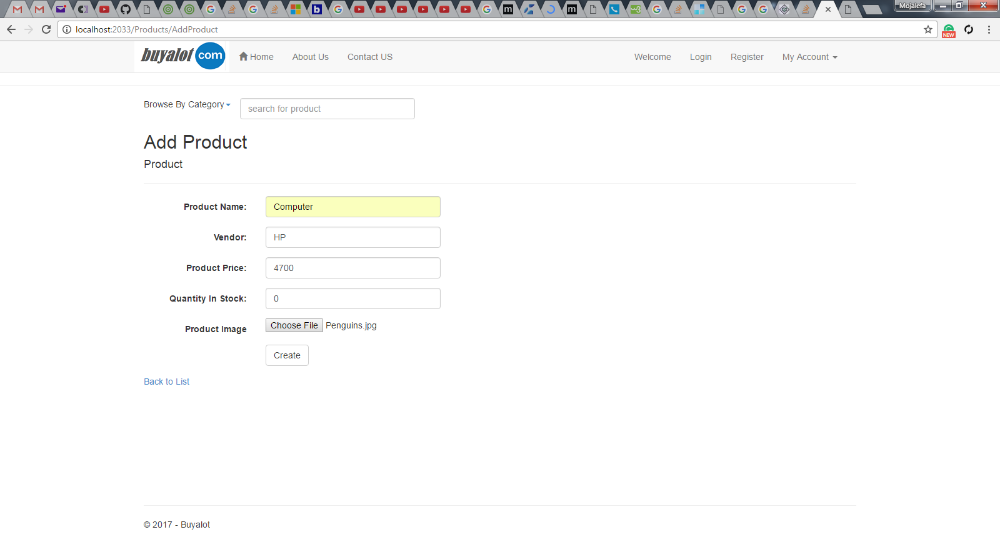 Mojalefa
localhost:2033/Products/AddProduct
NEW
buyalot com
Home About Us Contact US Welcome Login Register My Account
Browse By Category search for product
Add Product
Product
Product Name: Computer
Vendor: HP
Product Price: 4700
Quantity In Stock: 0
Product Image Choose File Penguins.jpg
Create
Back to List
© 2017 - Buyalot